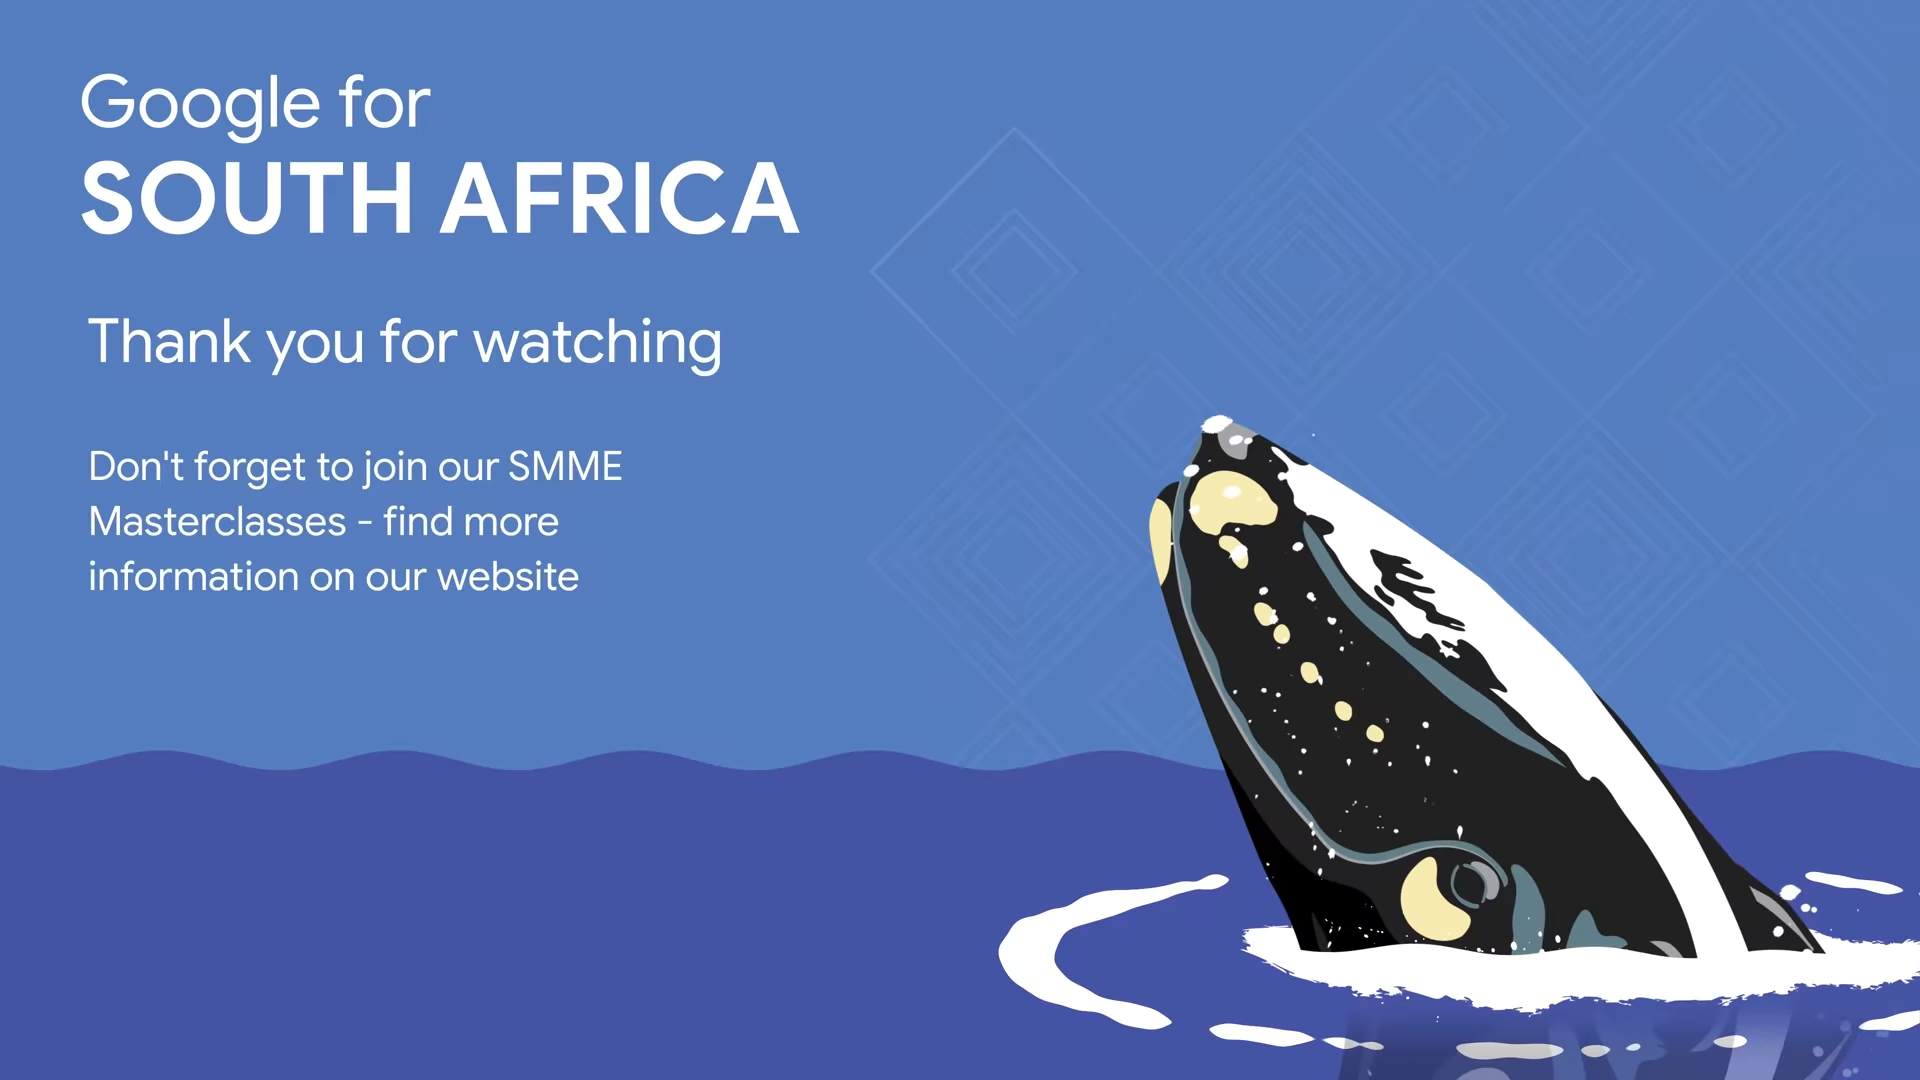 Google for
SOUTH AFRICA
Thank you for watching
Don't forget to join our SMME
Masterclasses - find more
information on our website